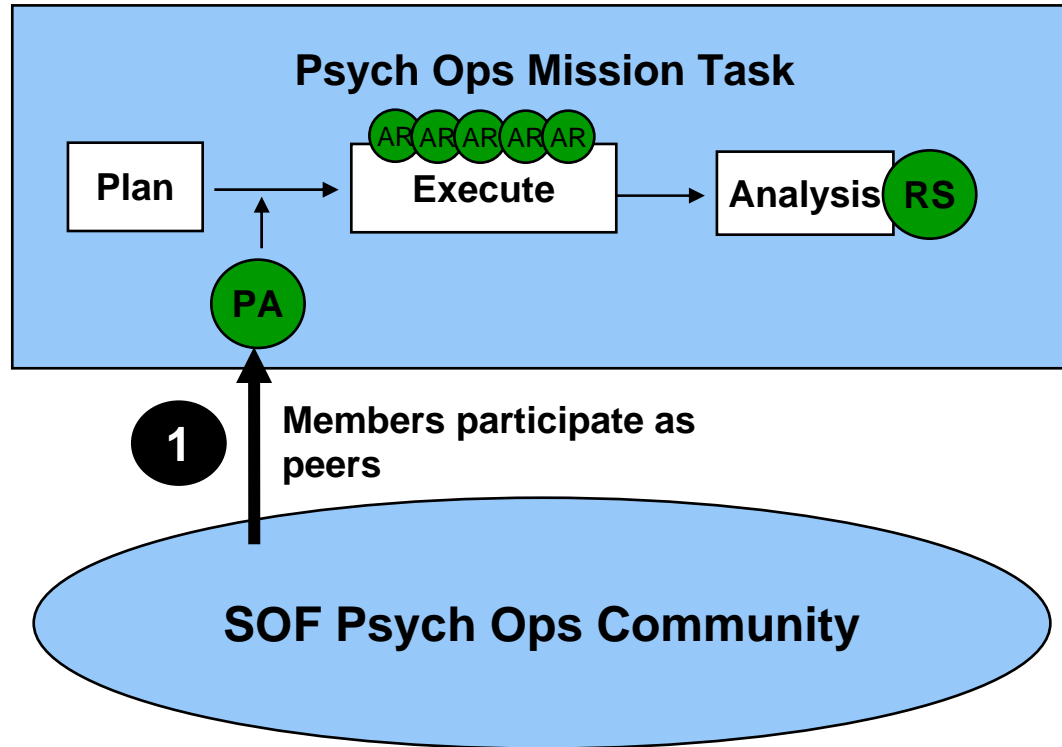 Psych Ops Mission Task
AR AR AR AR AR
Plan
Execute
Analysis
RS
PA
1
Members participate as
peers
SOF Psych Ops Community